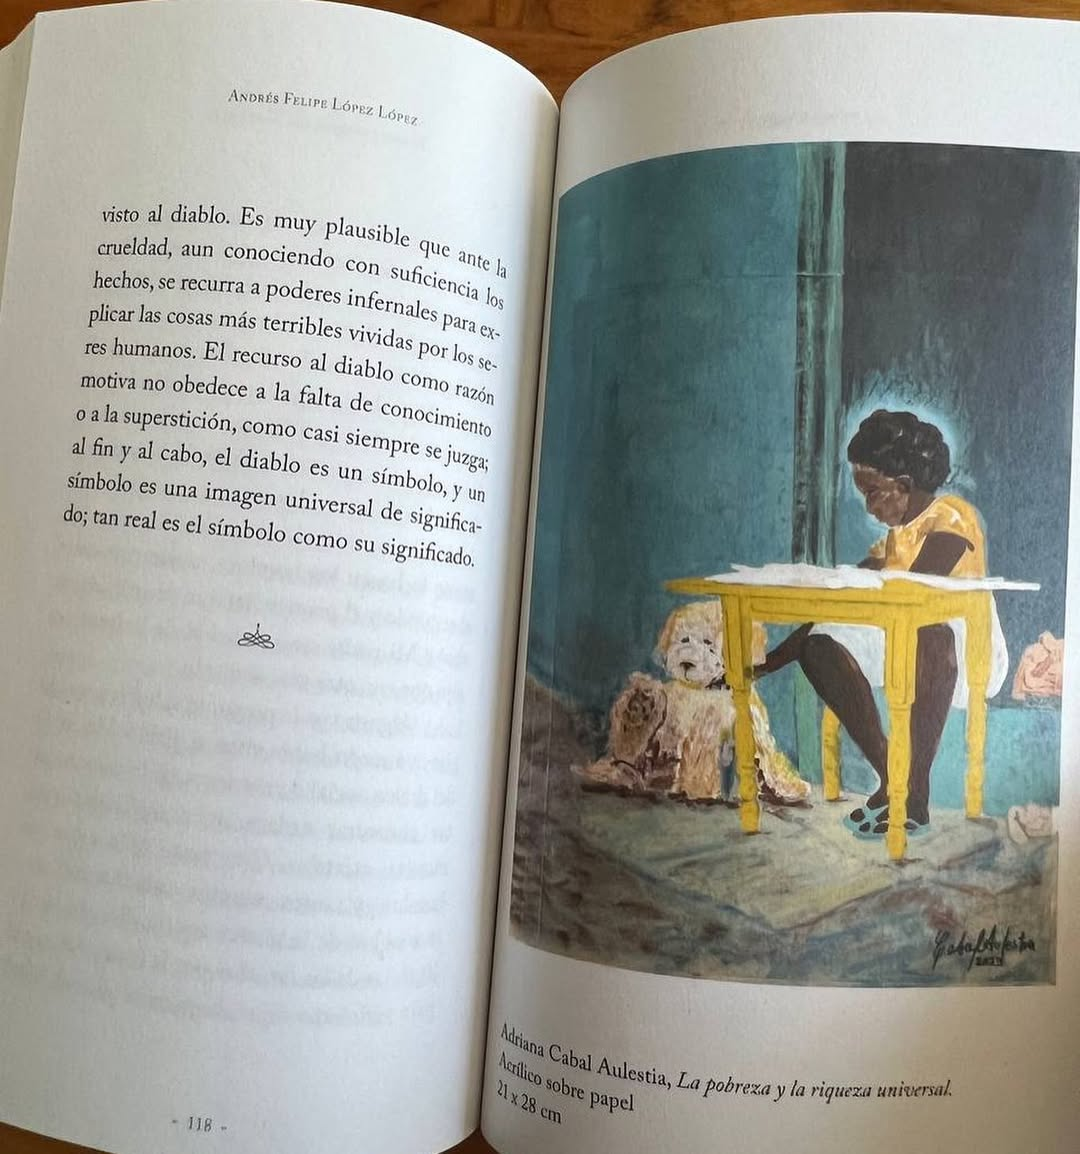 Andrés Felipe López López
visto al diablo. Es muy plausible que ante la
crueldad, aun conociendo con suficiencia los
hechos, se recurra a poderes infernales para ex-
plicar las cosas más terribles vividas por los se-
res humanos. El recurso al diablo como razón
motiva no obedece a la falta de conocimiento
o a la superstición, como casi siempre se juzga;
al fin y al cabo, el diablo es un símbolo, y un
símbolo es una imagen universal de significa-
do; tan real es el símbolo como su significado.
- 118 -
Cabal Aulestia
Adriana Cabal Aulestia, La pobreza y la riqueza universal.
Acrílico sobre papel
21 x 28 cm